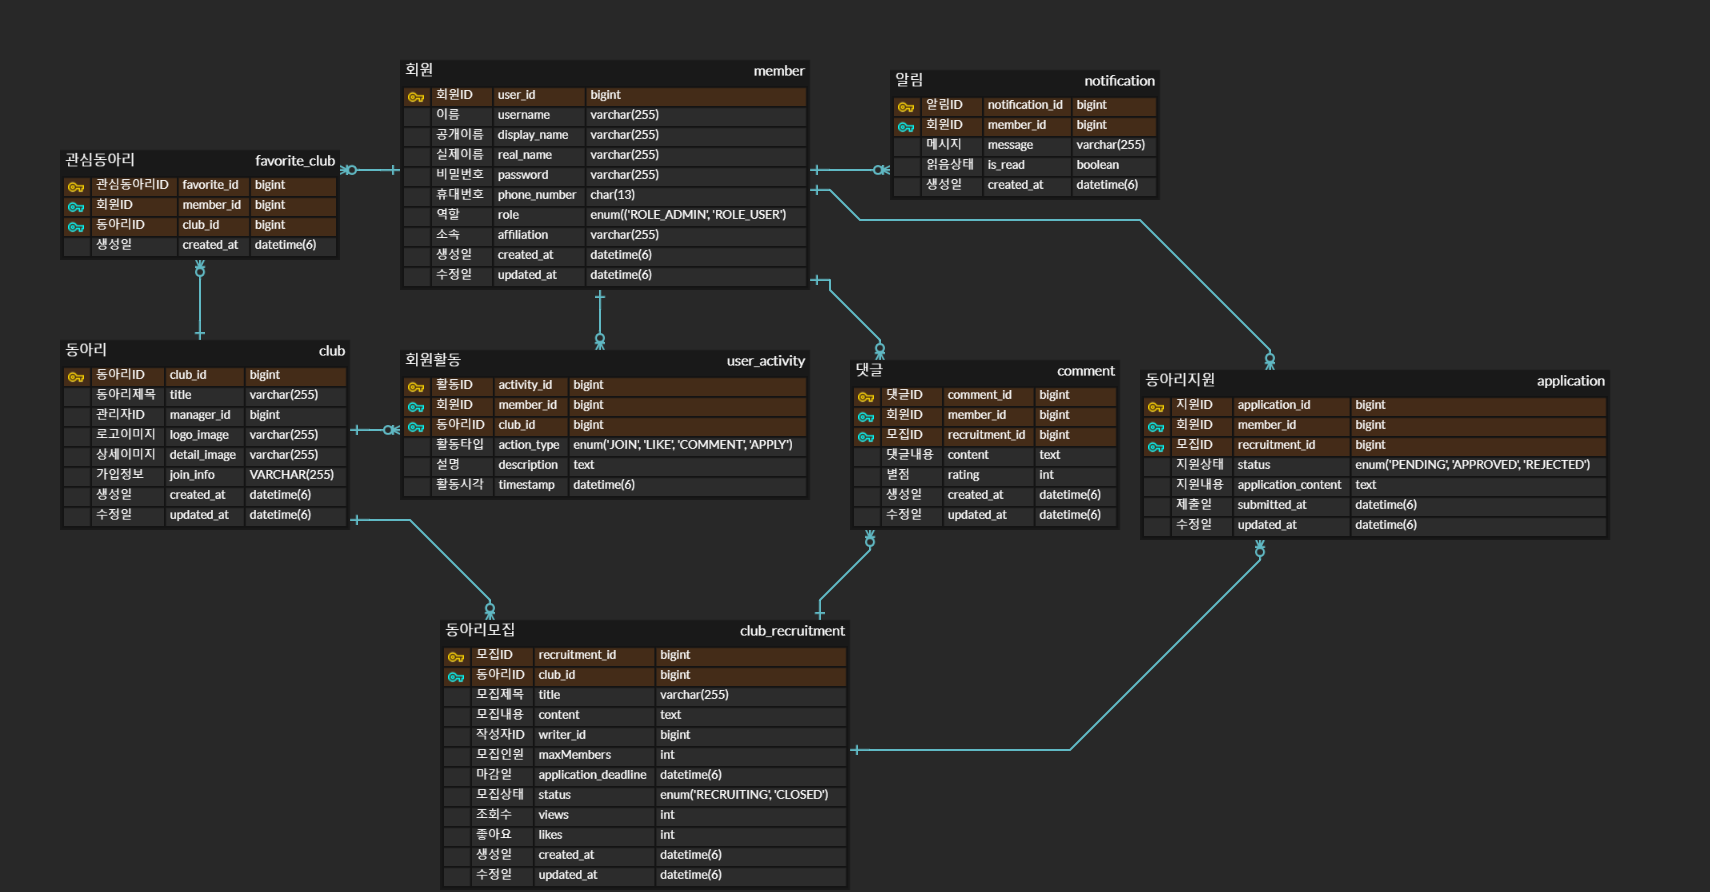 회원 member
회원ID user_id bigint
이름 username varchar(255)
공개이름 display_name varchar(255)
실제이름 real_name varchar(255)
비밀번호 password varchar(255)
휴대번호 phone_number char(13)
역할 role enum(('ROLE_ADMIN', 'ROLE_USER')
소속 affiliation varchar(255)
생성일 created_at datetime(6)
수정일 updated_at datetime(6)
알림 notification
알림ID notification_id bigint
회원ID member_id bigint
메시지 message varchar(255)
읽음상태 is_read boolean
생성일 created_at datetime(6)
관심동아리 favorite_club
관심동아리ID favorite_id bigint
회원ID member_id bigint
동아리ID club_id bigint
생성일 created_at datetime(6)
동아리 club
동아리ID club_id bigint
동아리제목 title varchar(255)
관리자ID manager_id bigint
로고이미지 logo_image varchar(255)
상세이미지 detail_image varchar(255)
가입정보 join_info VARCHAR(255)
생성일 created_at datetime(6)
수정일 updated_at datetime(6)
회원활동 user_activity
활동ID activity_id bigint
회원ID member_id bigint
동아리ID club_id bigint
활동타입 action_type enum('JOIN', 'LIKE', 'COMMENT', 'APPLY')
설명 description text
활동시각 timestamp datetime(6)
댓글 comment
댓글ID comment_id bigint
회원ID member_id bigint
모집ID recruitment_id bigint
댓글내용 content text
별점 rating int
생성일 created_at datetime(6)
수정일 updated_at datetime(6)
동아리지원 application
지원ID application_id bigint
회원ID member_id bigint
모집ID recruitment_id bigint
지원상태 status enum('PENDING', 'APPROVED', 'REJECTED')
지원내용 application_content text
제출일 submitted_at datetime(6)
수정일 updated_at datetime(6)
동아리모집 club_recruitment
모집ID recruitment_id bigint
동아리ID club_id bigint
모집제목 title varchar(255)
모집내용 content text
작성자ID writer_id bigint
모집인원 maxMembers int
마감일 application_deadline datetime(6)
모집상태 status enum('RECRUITING', 'CLOSED')
조회수 views int
좋아요 likes int
생성일 created_at datetime(6)
수정일 updated_at datetime(6)